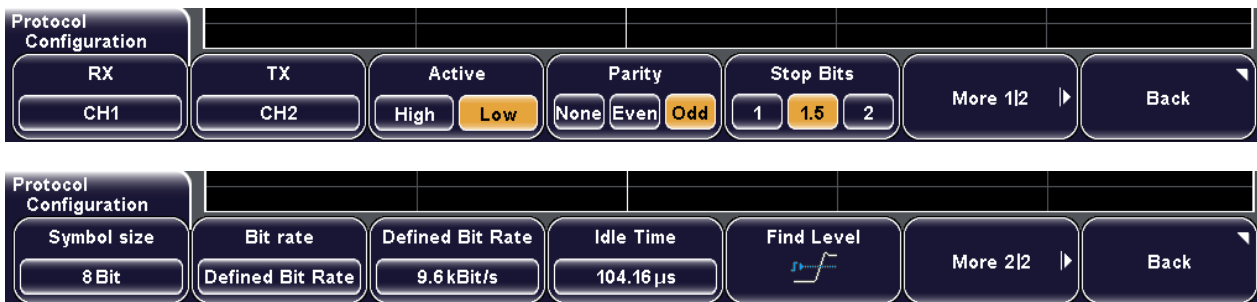 Protocol
Configuration
RX TX Active Parity Stop Bits
CH1 CH2 High Low None Even Odd 1 1.5 2 More 1|2 Back
Protocol
Configuration
Symbol size Bit rate Defined Bit Rate Idle Time Find Level
8 Bit Defined Bit Rate 9.6 kBit/s 104.16 µs More 2|2 Back